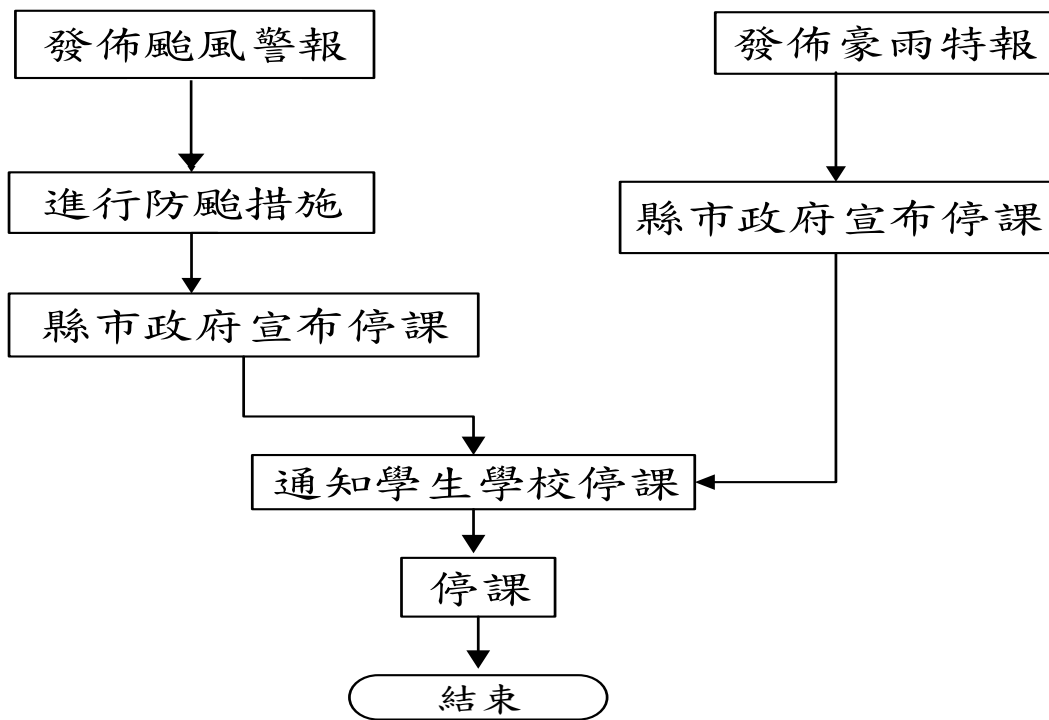 發佈颱風警報
發佈豪雨特報
進行防颱措施
縣市政府宣布停課
縣市政府宣布停課
通知學生學校停課
停課
結束